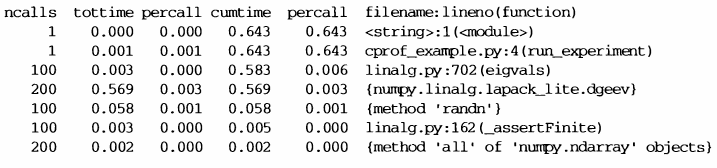 ncalls tottime percall cumtime percall filename:lineno(function)
1 0.000 0.000 0.643 0.643 <string>:1(<module>)
1 0.001 0.001 0.643 0.643 cprof_example.py:4(run_experiment)
100 0.003 0.000 0.583 0.006 linalg.py:702(eigvals)
200 0.569 0.003 0.569 0.003 {numpy.linalg.lapack_lite.dgeev}
100 0.058 0.001 0.058 0.001 {method 'randn'}
100 0.003 0.000 0.005 0.000 linalg.py:162(_assertFinite)
200 0.002 0.000 0.002 0.000 {method 'all' of 'numpy.ndarray' objects}